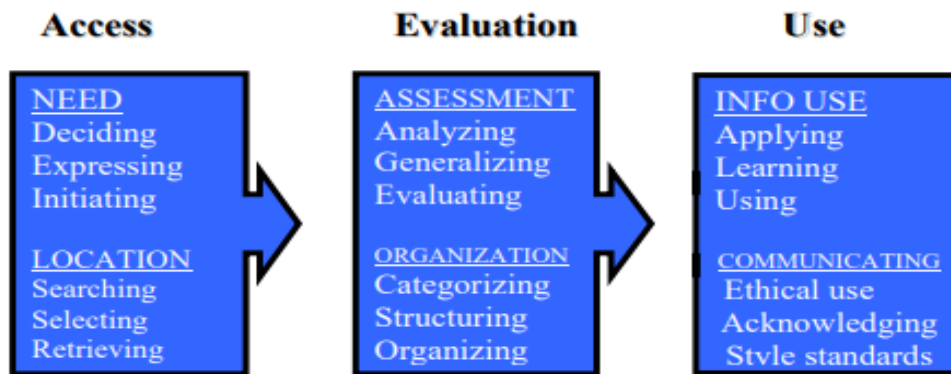 Access
NEED
Deciding
Expressing
Initiating
LOCATION
Searching
Selecting
Retrieving
Evaluation
ASSESSMENT
Analyzing
Generalizing
Evaluating
ORGANIZATION
Categorizing
Structuring
Organizing
Use
INFO USE
Applying
Learning
Using
COMMUNICATING
Ethical use
Acknowledging
Style standards